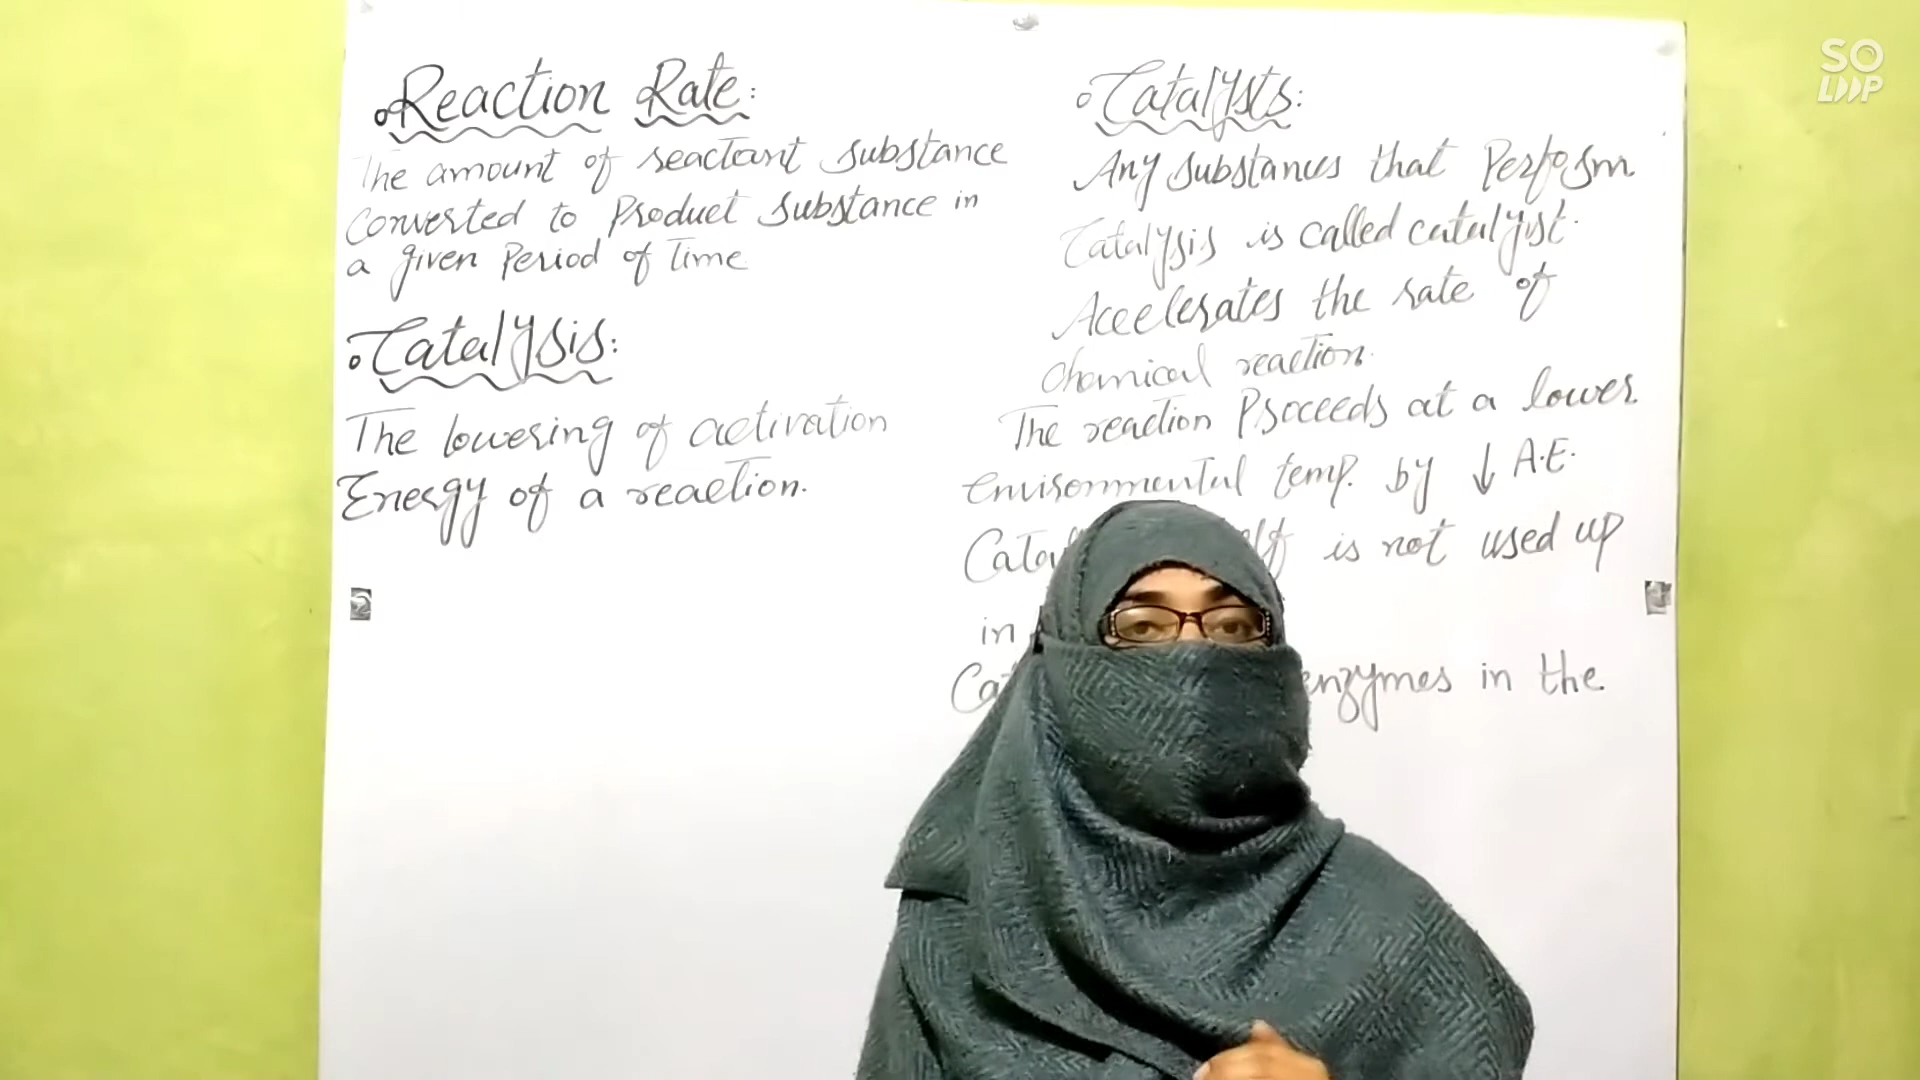 Reaction Rate:
The amount of reactant substance
converted to Product substance in
a given Period of Time
Catalysis:
The lowering of activation
Energy of a reaction.
Catalysts:
Any substances that Perform
Catalysis is called catalyst.
Accelerates the rate of
chemical reaction.
The reaction Proceeds at a lower
environmental temp. by ↓ A.E.
is not used up
in
enzymes in the
SO
LOOP